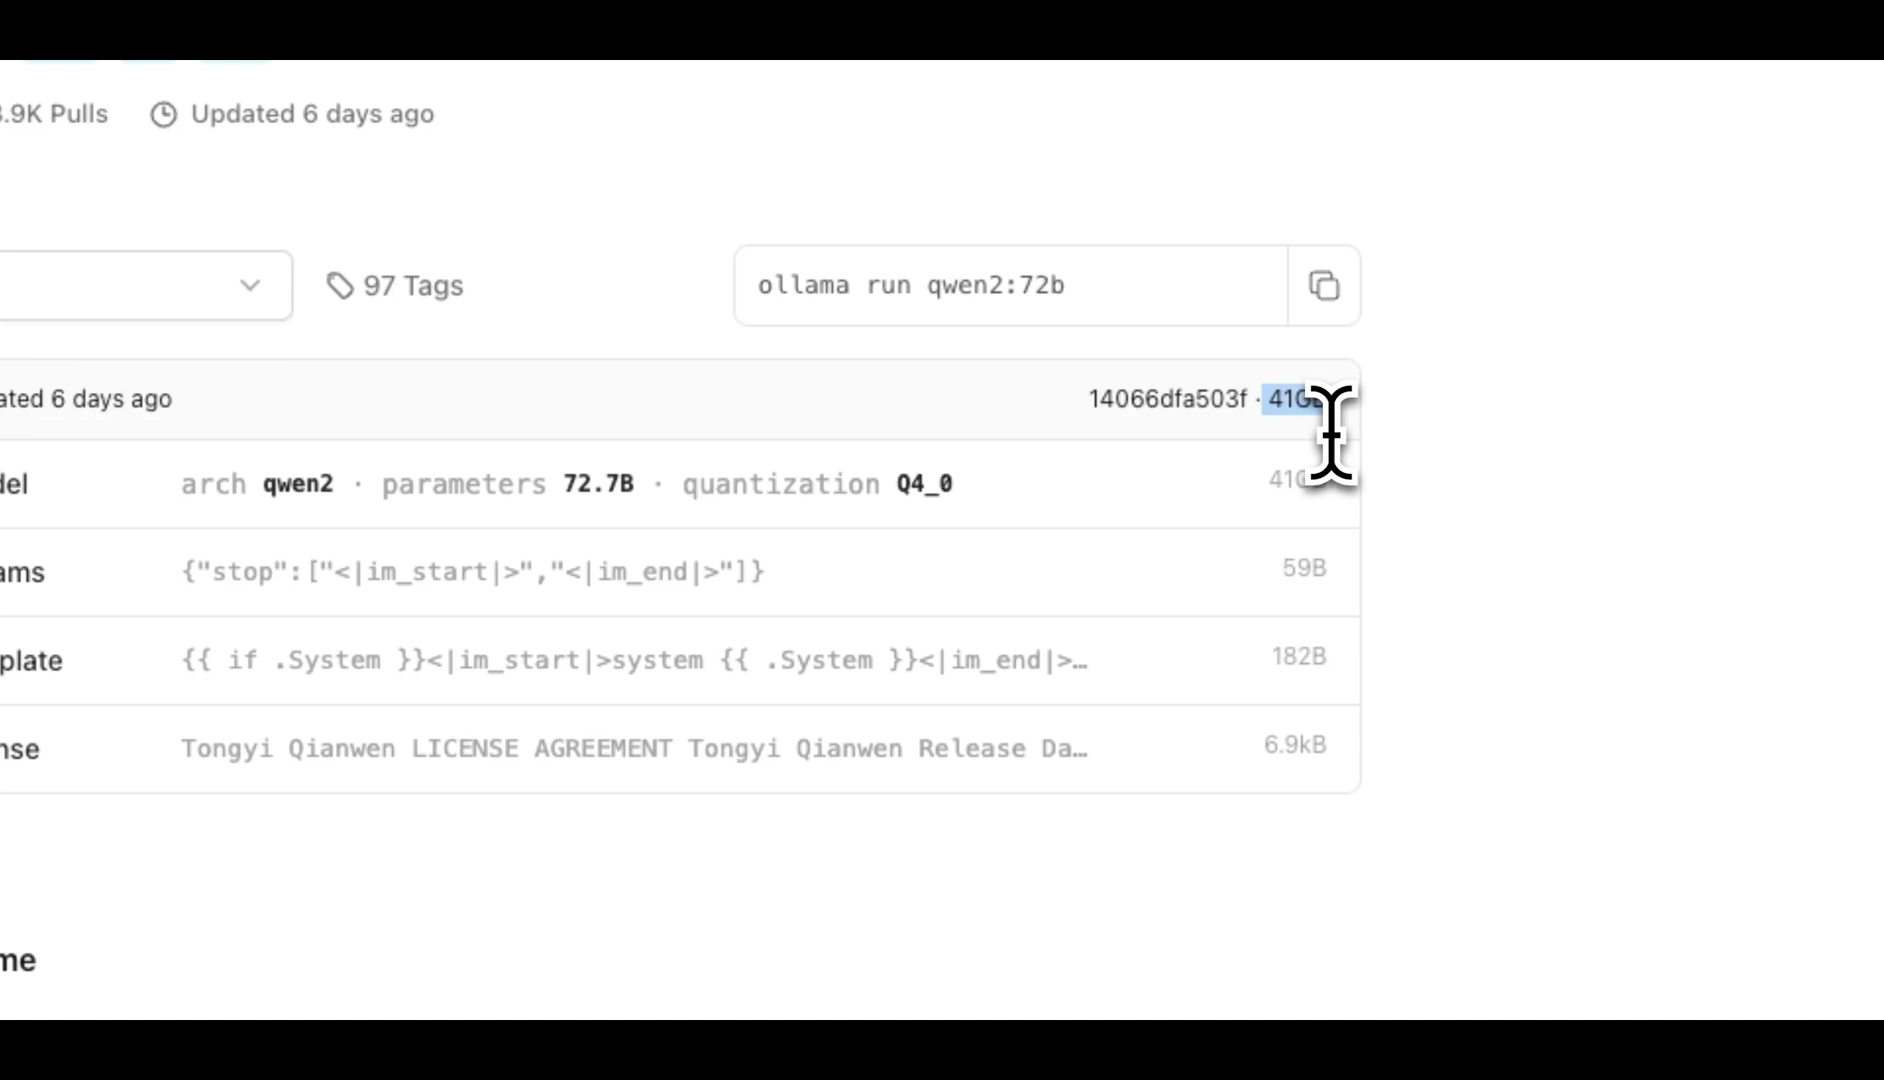 .9K Pulls Updated 6 days ago
97 Tags
ollama run qwen2:72b
ated 6 days ago 14066dfa503f · 41G
del arch qwen2 · parameters 72.7B · quantization Q4_0 41G
ams {"stop":["<|im_start|>","<|im_end|>"]} 59B
plate {{ if .System }}<|im_start|>system {{ .System }}<|im_end|>… 182B
nse Tongyi Qianwen LICENSE AGREEMENT Tongyi Qianwen Release Da… 6.9kB
me